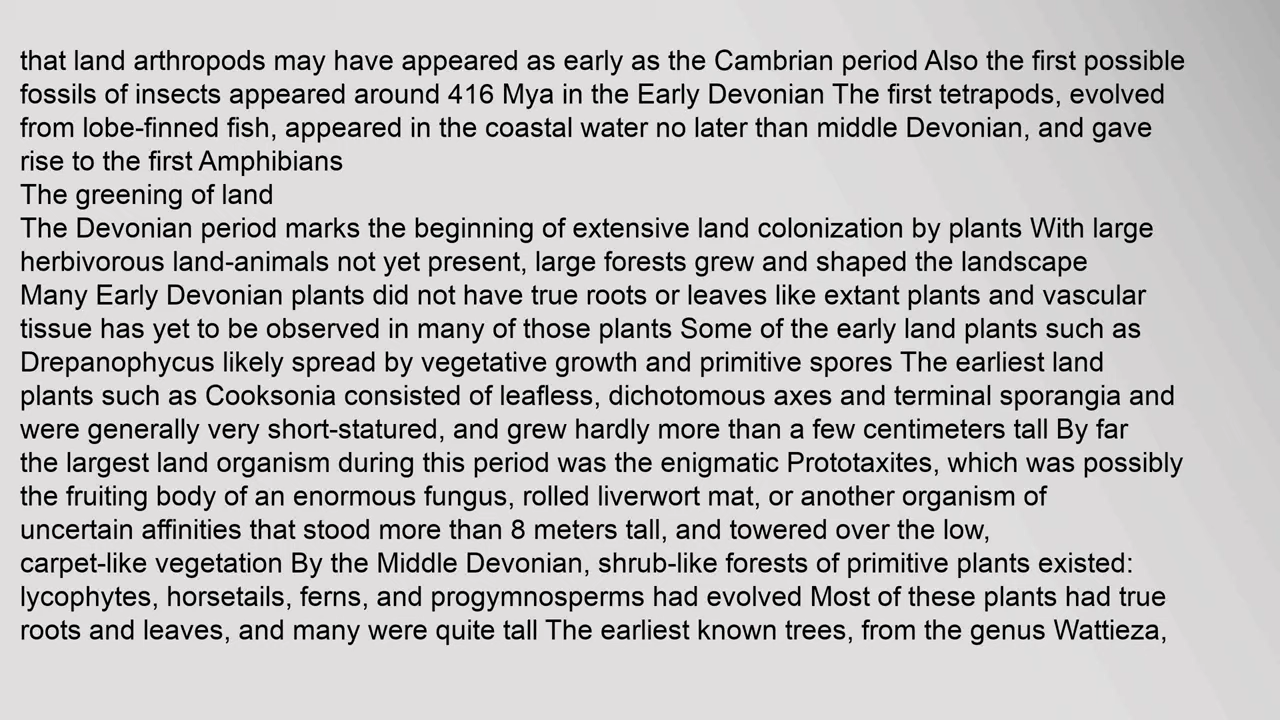 that land arthropods may have appeared as early as the Cambrian period Also the first possible
fossils of insects appeared around 416 Mya in the Early Devonian The first tetrapods, evolved
from lobe-finned fish, appeared in the coastal water no later than middle Devonian, and gave
rise to the first Amphibians
The greening of land
The Devonian period marks the beginning of extensive land colonization by plants With large
herbivorous land-animals not yet present, large forests grew and shaped the landscape
Many Early Devonian plants did not have true roots or leaves like extant plants and vascular
tissue has yet to be observed in many of those plants Some of the early land plants such as
Drepanophycus likely spread by vegetative growth and primitive spores The earliest land
plants such as Cooksonia consisted of leafless, dichotomous axes and terminal sporangia and
were generally very short-statured, and grew hardly more than a few centimeters tall By far
the largest land organism during this period was the enigmatic Prototaxites, which was possibly
the fruiting body of an enormous fungus, rolled liverwort mat, or another organism of
uncertain affinities that stood more than 8 meters tall, and towered over the low,
carpet-like vegetation By the Middle Devonian, shrub-like forests of primitive plants existed:
lycophytes, horsetails, ferns, and progymnosperms had evolved Most of these plants had true
roots and leaves, and many were quite tall The earliest known trees, from the genus Wattieza,